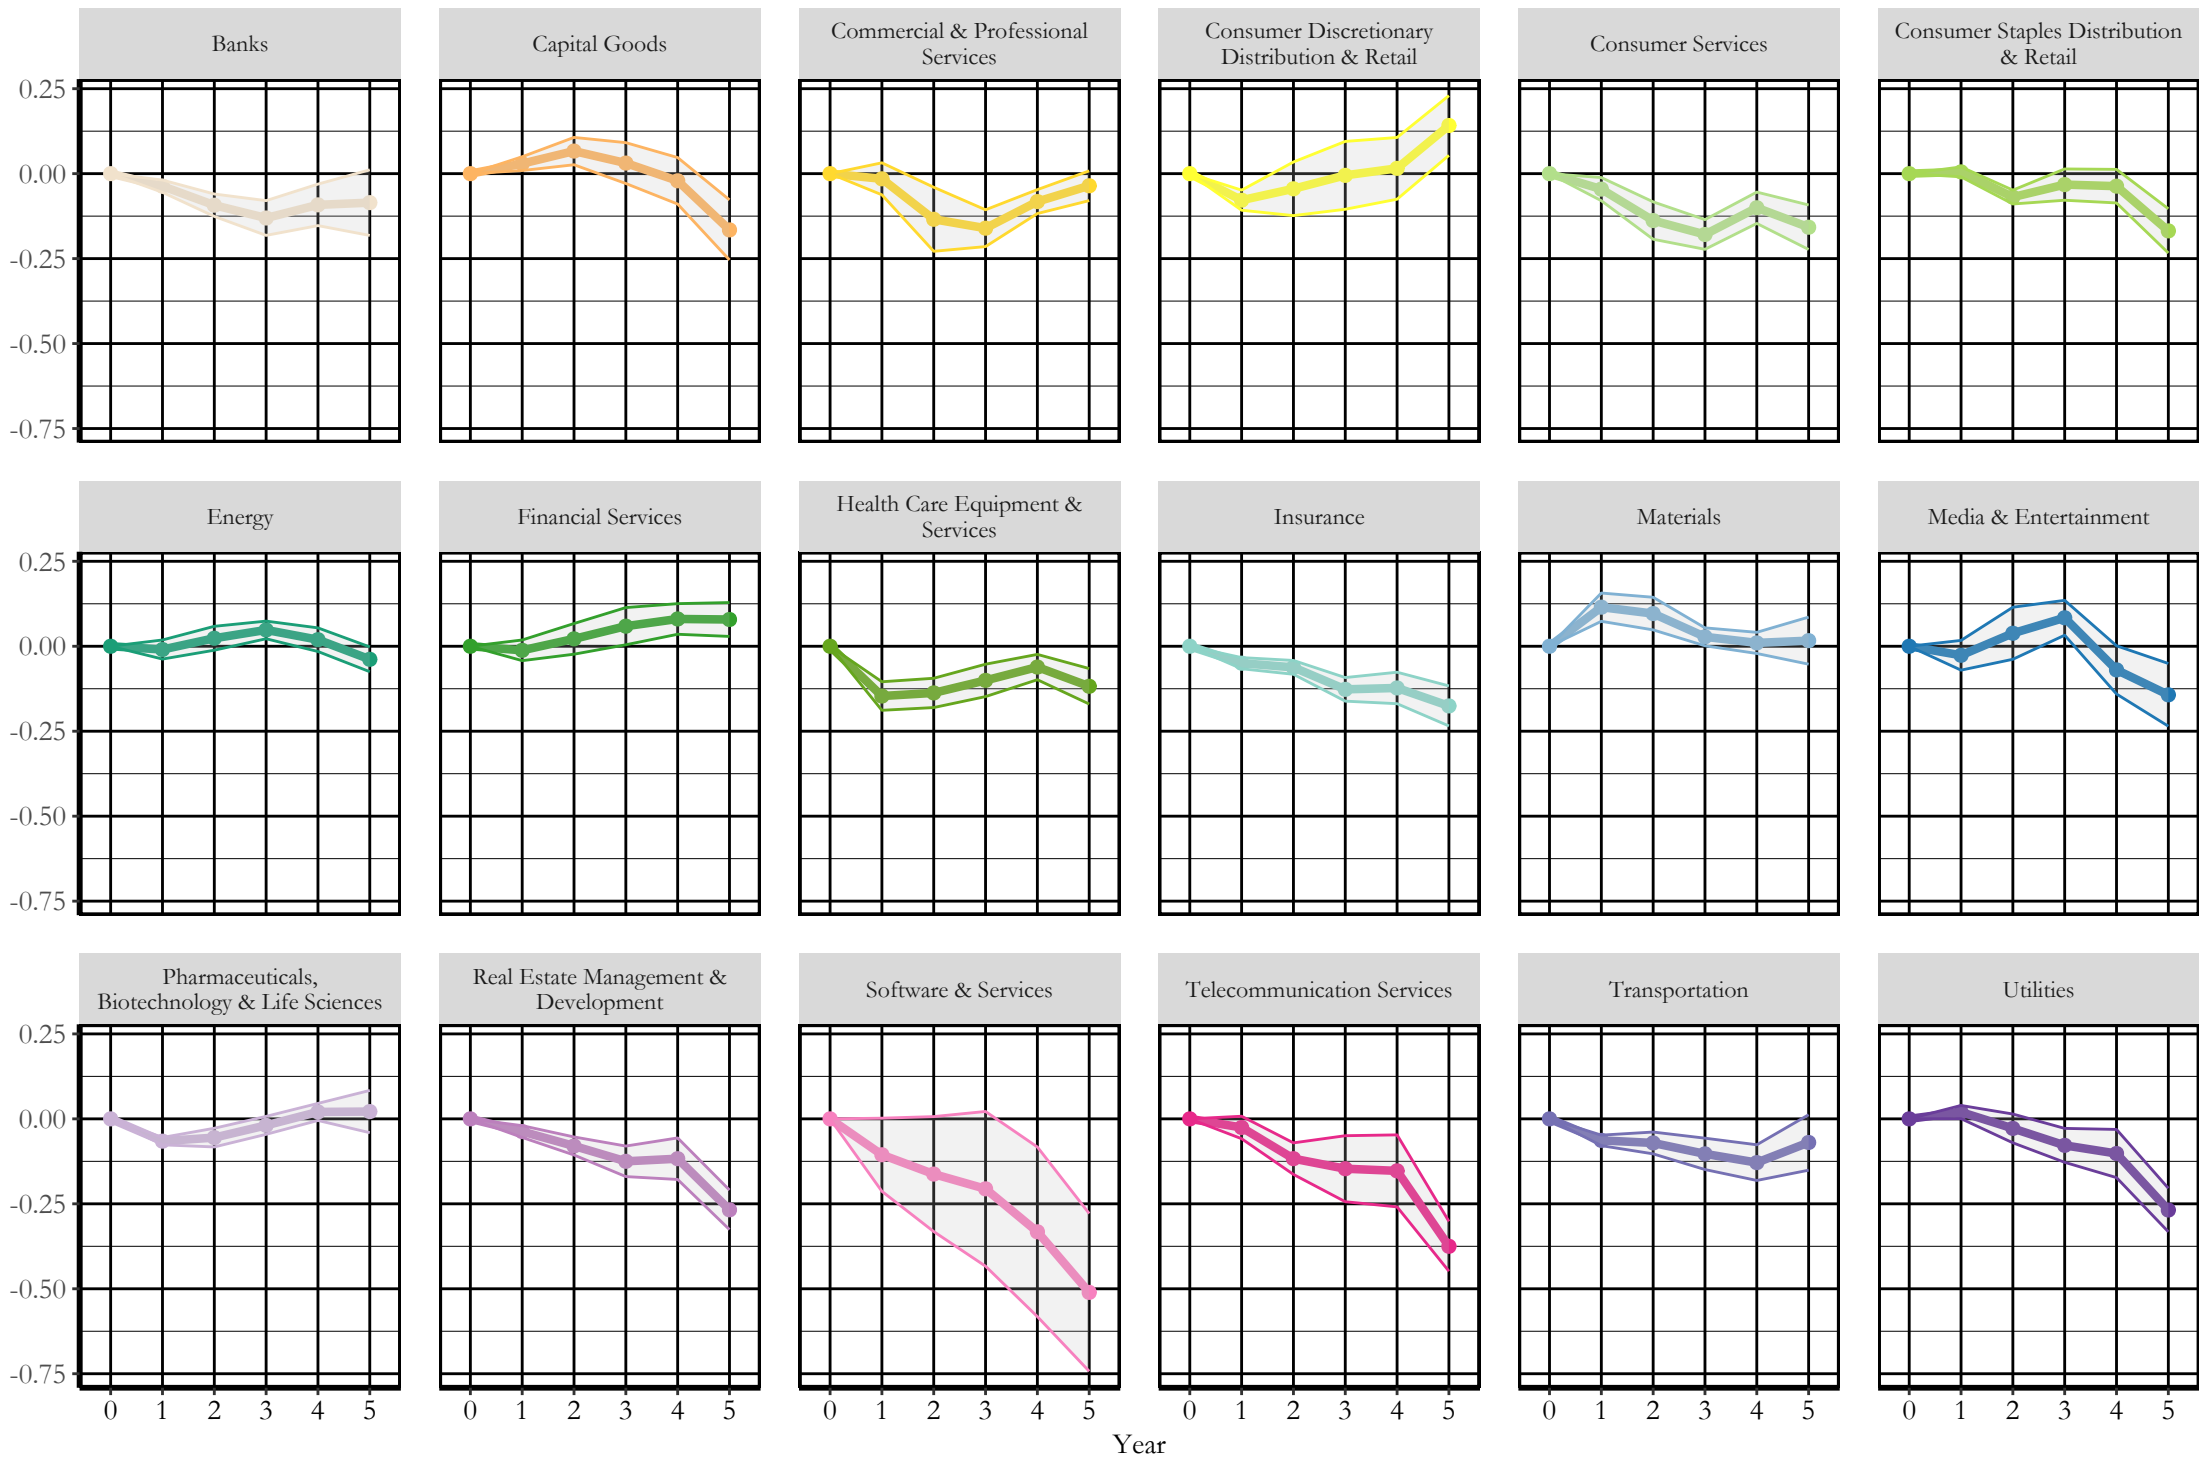 Banks
Capital Goods
Commercial & Professional
Services
Consumer Discretionary
Distribution & Retail
Consumer Services
Consumer Staples Distribution
& Retail
0.25
0.00
-0.25
-0.50
-0.75
Energy
Financial Services
Health Care Equipment &
Services
Insurance
Materials
Media & Entertainment
0.25
0.00
-0.25
-0.50
-0.75
Pharmaceuticals,
Biotechnology & Life Sciences
Real Estate Management &
Development
Software & Services
Telecommunication Services
Transportation
Utilities
0.25
0.00
-0.25
-0.50
-0.75
0 1 2 3 4 5
0 1 2 3 4 5
0 1 2 3 4 5
0 1 2 3 4 5
0 1 2 3 4 5
0 1 2 3 4 5
Year